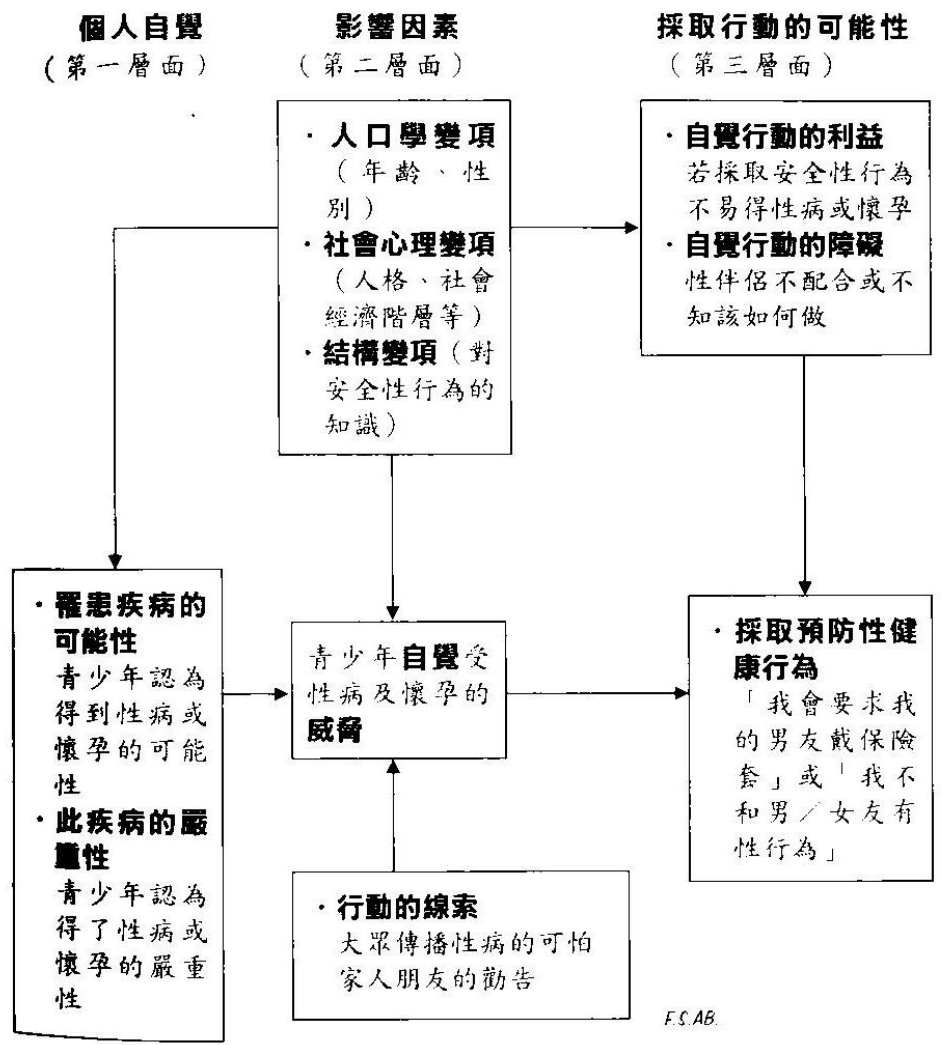 個人自覺
(第一層面)
影響因素
(第二層面)
採取行動的可能性
(第三層面)
·人口學變項
(年齡、性
別)
·社會心理變項
(人格、社會
經濟階層等)
·結構變項(對
安全性行為的
知識)
·自覺行動的利益
若採取安全性行為
不易得性病或懷孕
·自覺行動的障礙
性伴侶不配合或不
知該如何做
·罹患疾病的
可能性
青少年認為
得到性病或
懷孕的可能
性
·此疾病的嚴
重性
青少年認為
得了性病或
懷孕的嚴重
性
青少年自覺受
性病及懷孕的
威脅
·採取預防性健
康行為
「我會要求我
的男友戴保險
套」或「我不
和男/女友有
性行為」
·行動的線索
大眾傳播性病的可怕
家人朋友的勸告
F.S.AB.